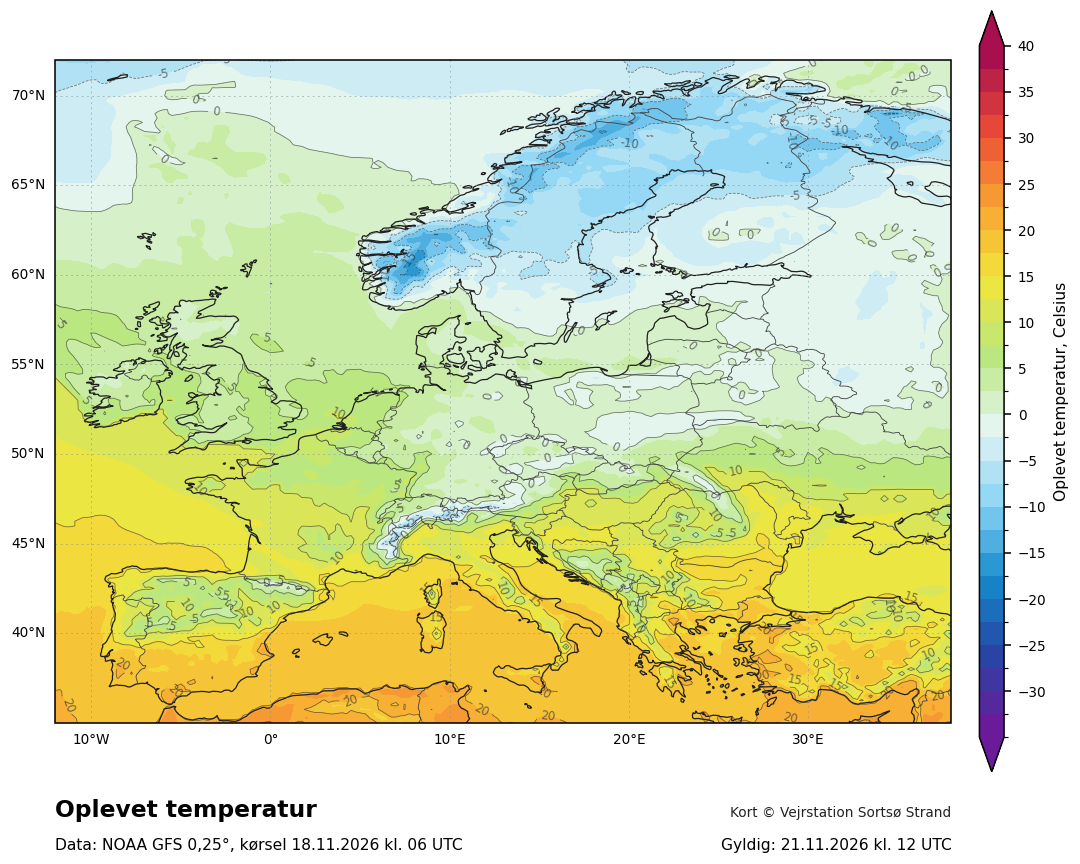 70°N
65°N
60°N
55°N
50°N
45°N
40°N
10°W 0° 10°E 20°E 30°E
40
35
30
25
20
15
10
5
0
−5
−10
−15
−20
−25
−30
Oplevet temperatur, Celsius
Oplevet temperatur
Kort © Vejrstation Sortsø Strand
Data: NOAA GFS 0,25°, kørsel 18.11.2026 kl. 06 UTC
Gyldig: 21.11.2026 kl. 12 UTC